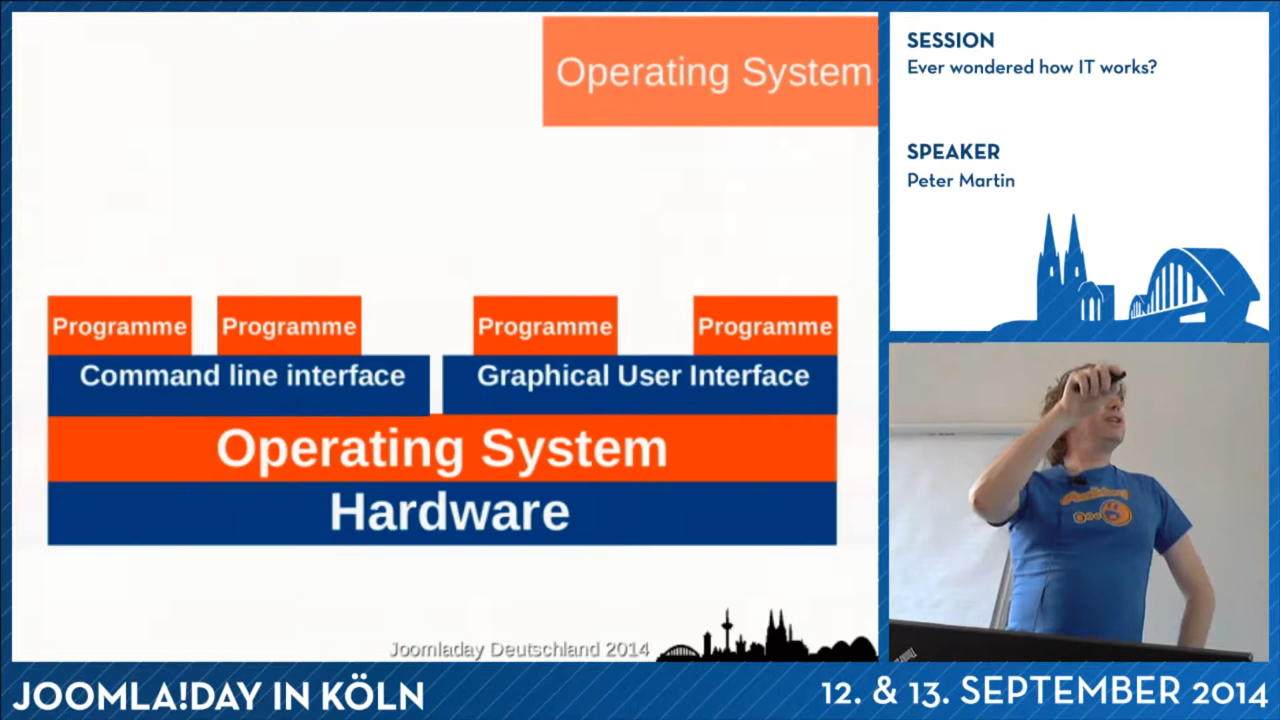 Operating System
Programme
Programme
Programme
Programme
Command line interface
Graphical User Interface
Operating System
Hardware
Joomladay Deutschland 2014
SESSION
Ever wondered how IT works?
SPEAKER
Peter Martin
JOOMLA!DAY IN KÖLN
12. & 13. SEPTEMBER 2014